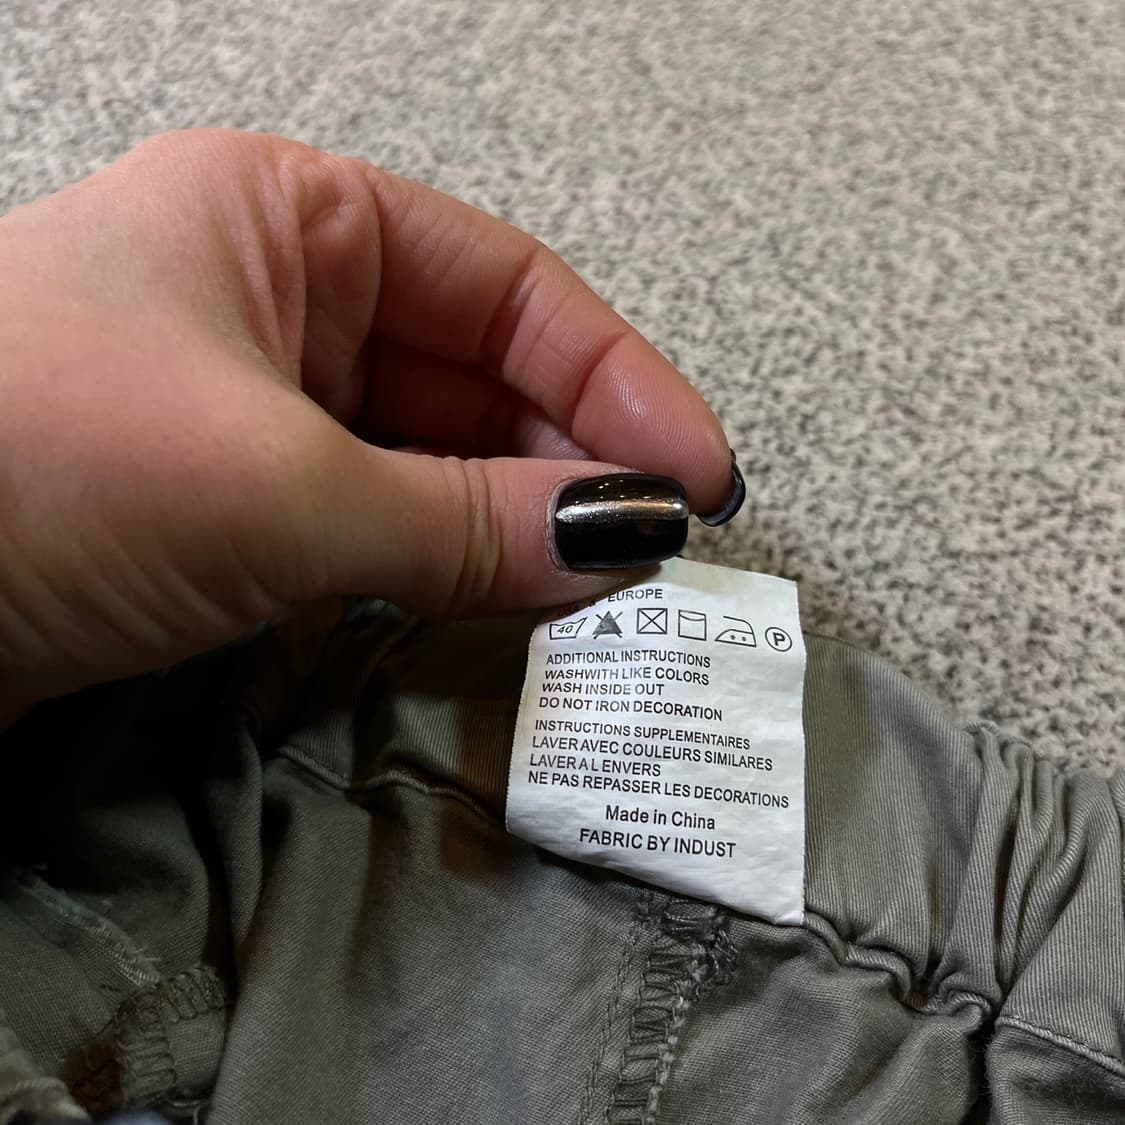 USA & EUROPE
40 P
ADDITIONAL INSTRUCTIONS
WASHWITH LIKE COLORS
WASH INSIDE OUT
DO NOT IRON DECORATION
INSTRUCTIONS SUPPLEMENTAIRES
LAVER AVEC COULEURS SIMILARES
LAVER A L ENVERS
NE PAS REPASSER LES DECORATIONS
Made in China
FABRIC BY INDUST